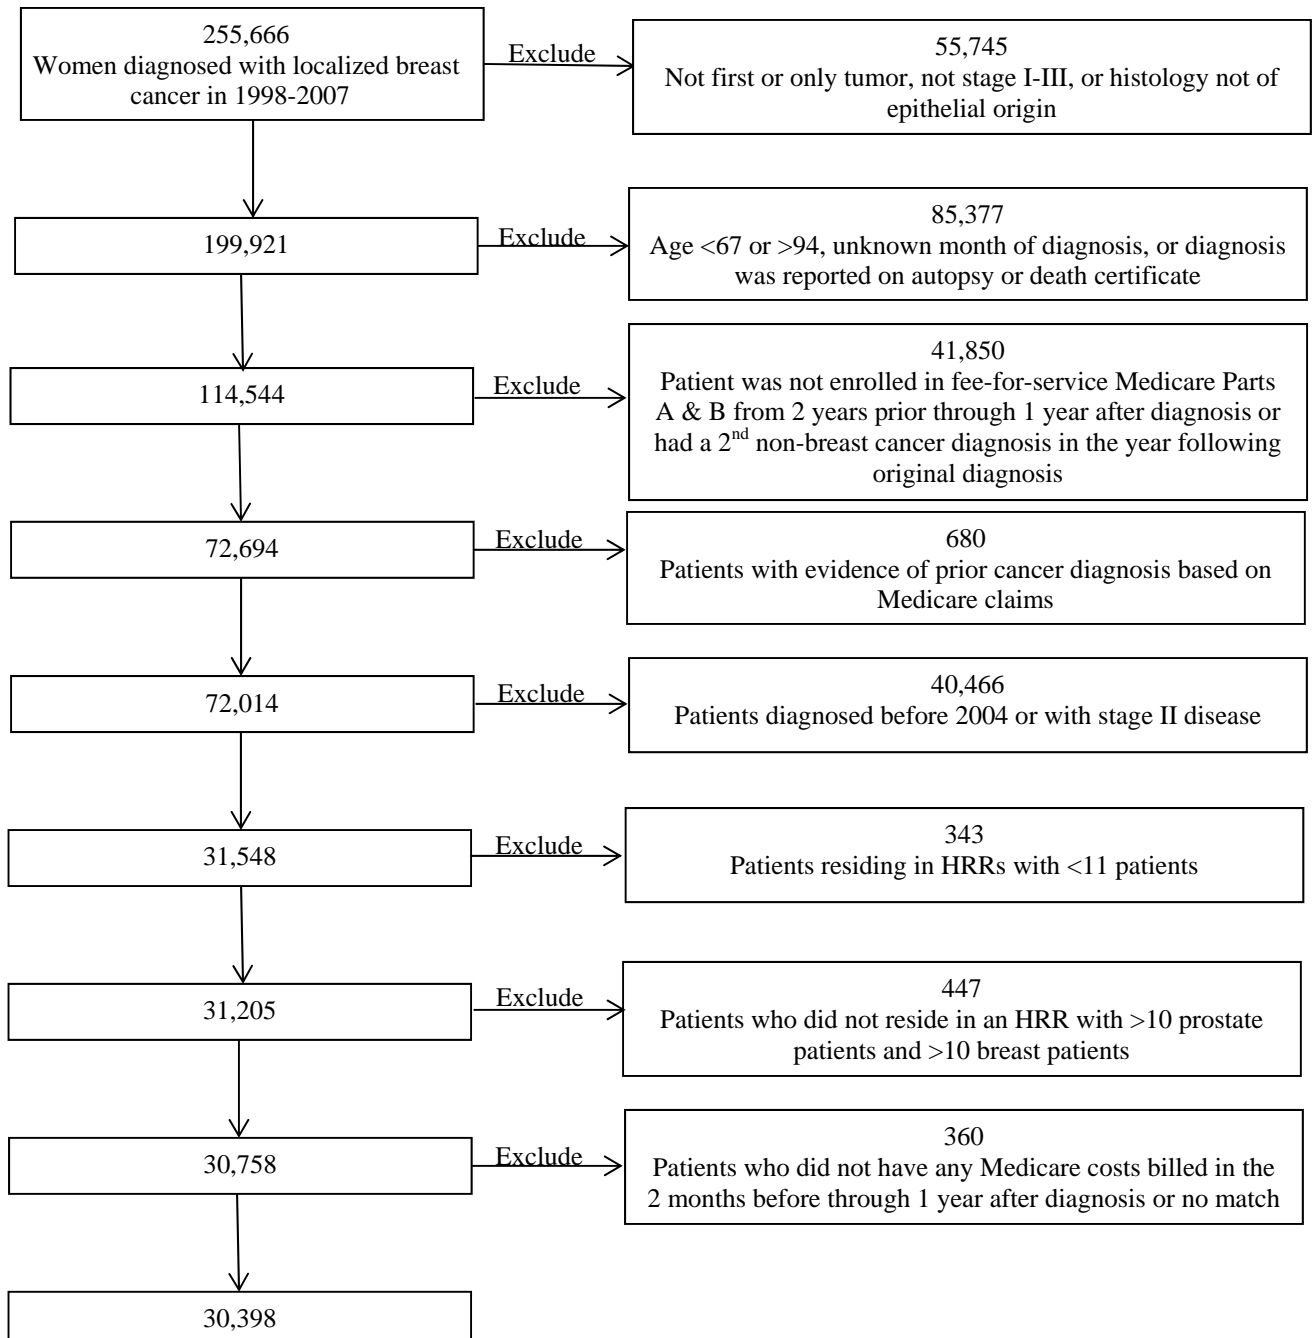 255,666
Women diagnosed with localized breast
cancer in 1998-2007
Exclude
55,745
Not first or only tumor, not stage I-III, or histology not of
epithelial origin
199,921
Exclude
85,377
Age <67 or >94, unknown month of diagnosis, or diagnosis
was reported on autopsy or death certificate
114,544
Exclude
41,850
Patient was not enrolled in fee-for-service Medicare Parts
A & B from 2 years prior through 1 year after diagnosis or
had a 2nd non-breast cancer diagnosis in the year following
original diagnosis
72,694
Exclude
680
Patients with evidence of prior cancer diagnosis based on
Medicare claims
72,014
Exclude
40,466
Patients diagnosed before 2004 or with stage II disease
31,548
Exclude
343
Patients residing in HRRs with <11 patients
31,205
Exclude
447
Patients who did not reside in an HRR with >10 prostate
patients and >10 breast patients
30,758
Exclude
360
Patients who did not have any Medicare costs billed in the
2 months before through 1 year after diagnosis or no match
30,398